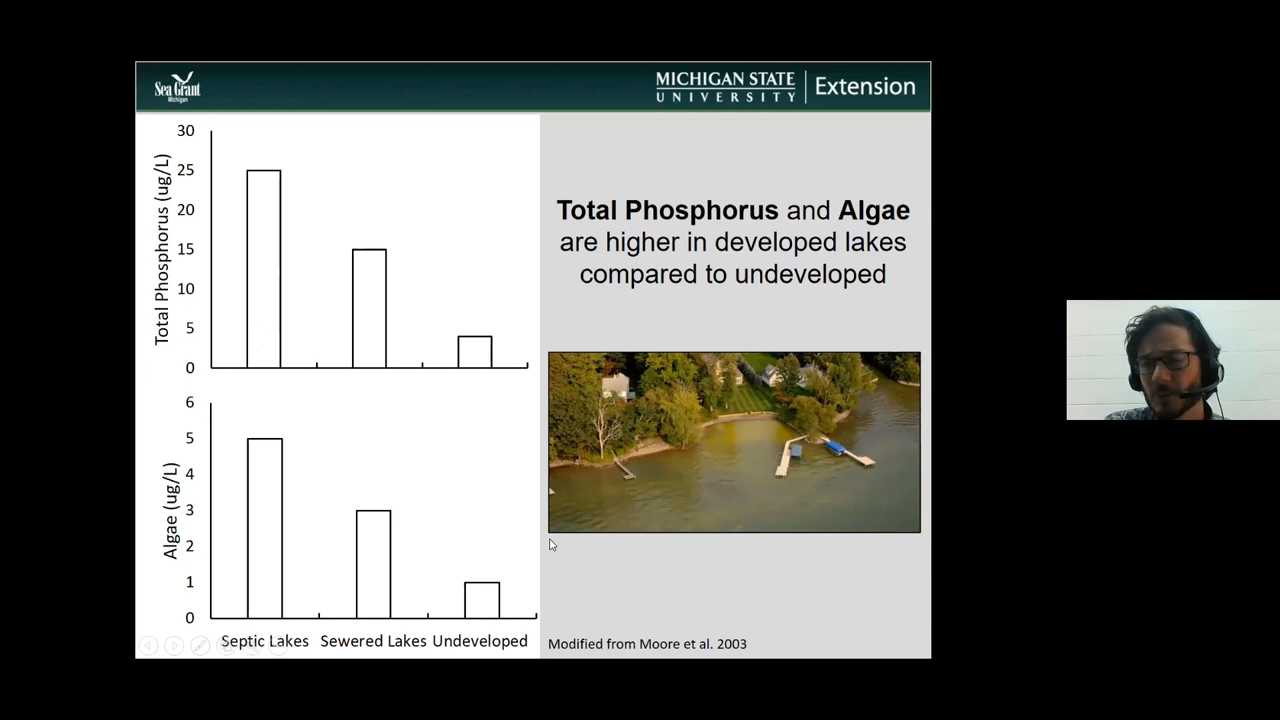 Sea Grant
Michigan
MICHIGAN STATE
UNIVERSITY
Extension
30
25
20
15
10
5
0
Total Phosphorus (ug/L)
6
5
4
3
2
1
0
Algae (ug/L)
Septic Lakes
Sewered Lakes
Undeveloped
Total Phosphorus and Algae
are higher in developed lakes
compared to undeveloped
Modified from Moore et al. 2003